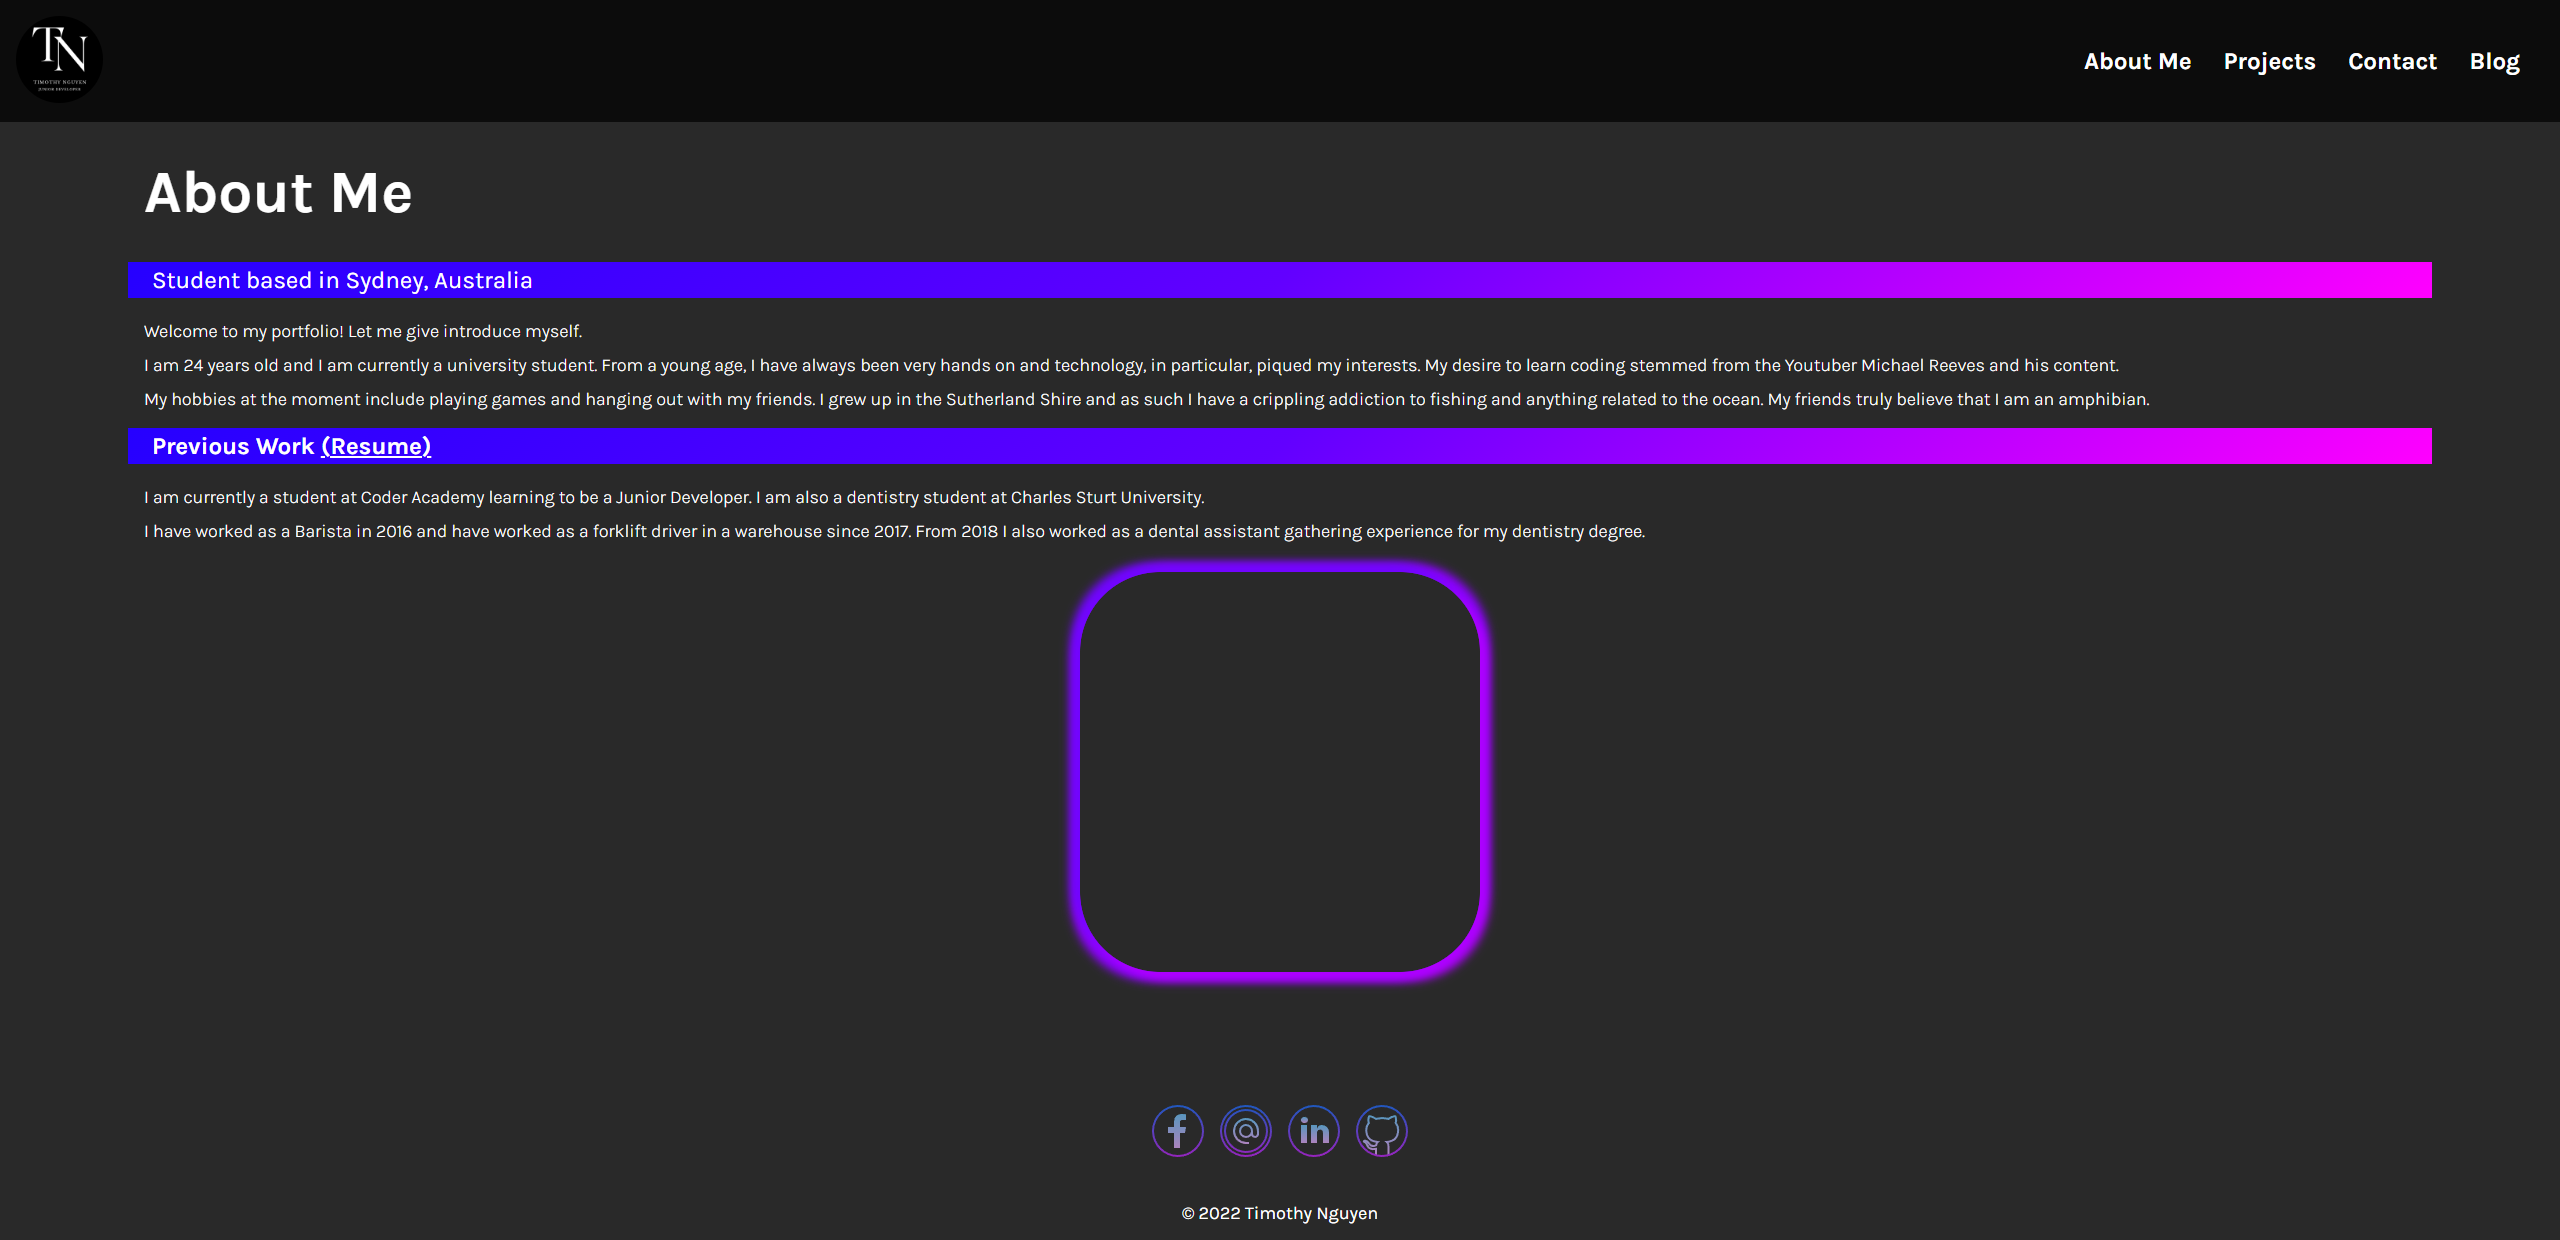 TN
TIMOTHY NGUYEN
JUNIOR DEVELOPER
About Me Projects Contact Blog
About Me
Student based in Sydney, Australia
Welcome to my portfolio! Let me give introduce myself.
I am 24 years old and I am currently a university student. From a young age, I have always been very hands on and technology, in particular, piqued my interests. My desire to learn coding stemmed from the Youtuber Michael Reeves and his content.
My hobbies at the moment include playing games and hanging out with my friends. I grew up in the Sutherland Shire and as such I have a crippling addiction to fishing and anything related to the ocean. My friends truly believe that I am an amphibian.
Previous Work (Resume)
I am currently a student at Coder Academy learning to be a Junior Developer. I am also a dentistry student at Charles Sturt University.
I have worked as a Barista in 2016 and have worked as a forklift driver in a warehouse since 2017. From 2018 I also worked as a dental assistant gathering experience for my dentistry degree.
f @ in
© 2022 Timothy Nguyen